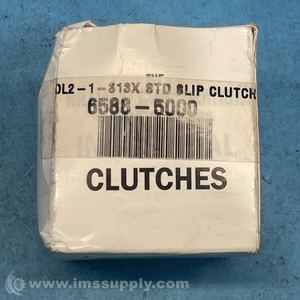 DL2-1-313X STD SLIP CLUTCH
6588-5000
CLUTCHES
© www.imssupply.com